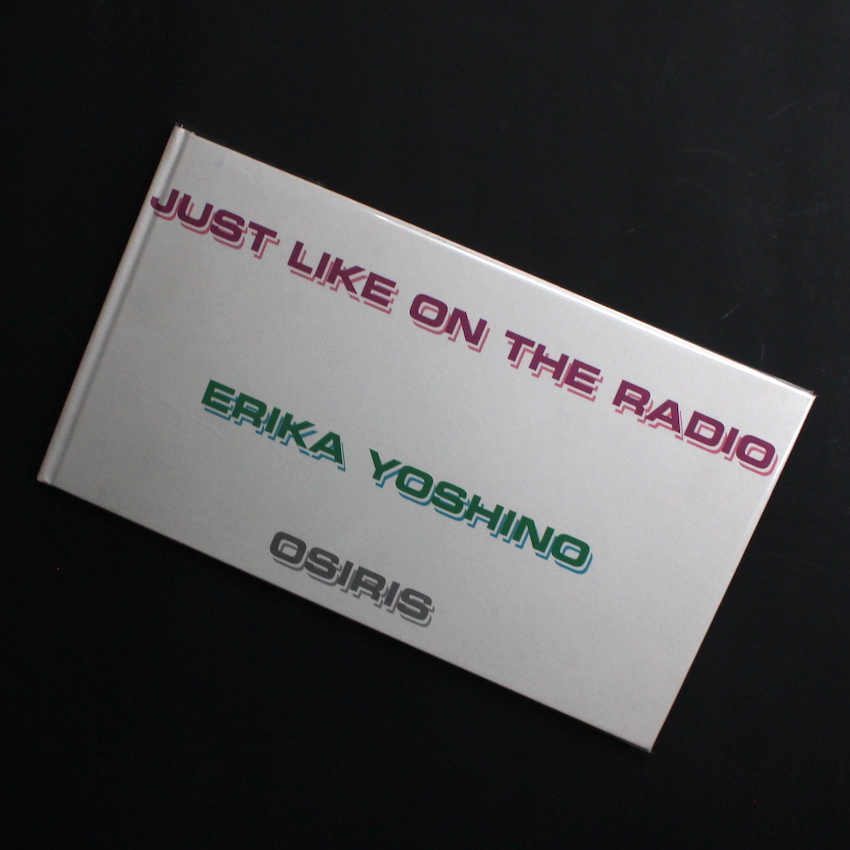 JUST LIKE ON THE RADIO
ERIKA YOSHINO
OSIRIS